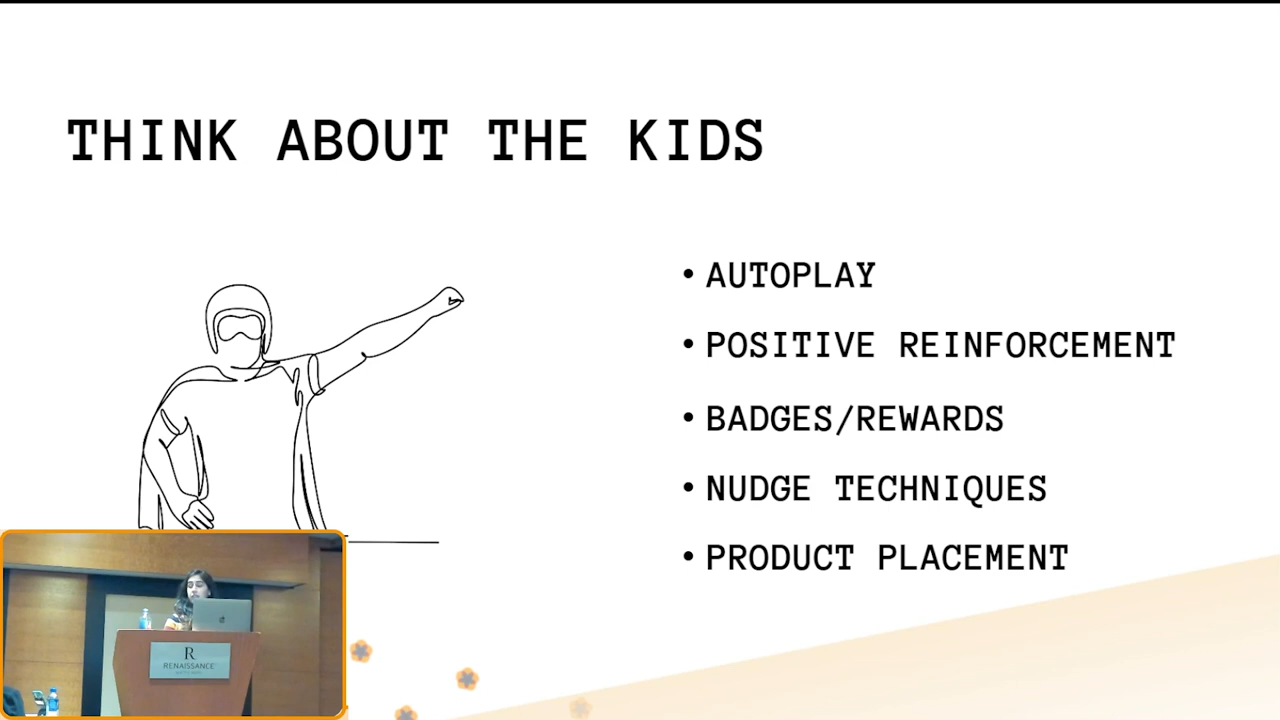 THINK ABOUT THE KIDS
• AUTOPLAY
• POSITIVE REINFORCEMENT
• BADGES/REWARDS
• NUDGE TECHNIQUES
• PRODUCT PLACEMENT
R
RENAISSANCE